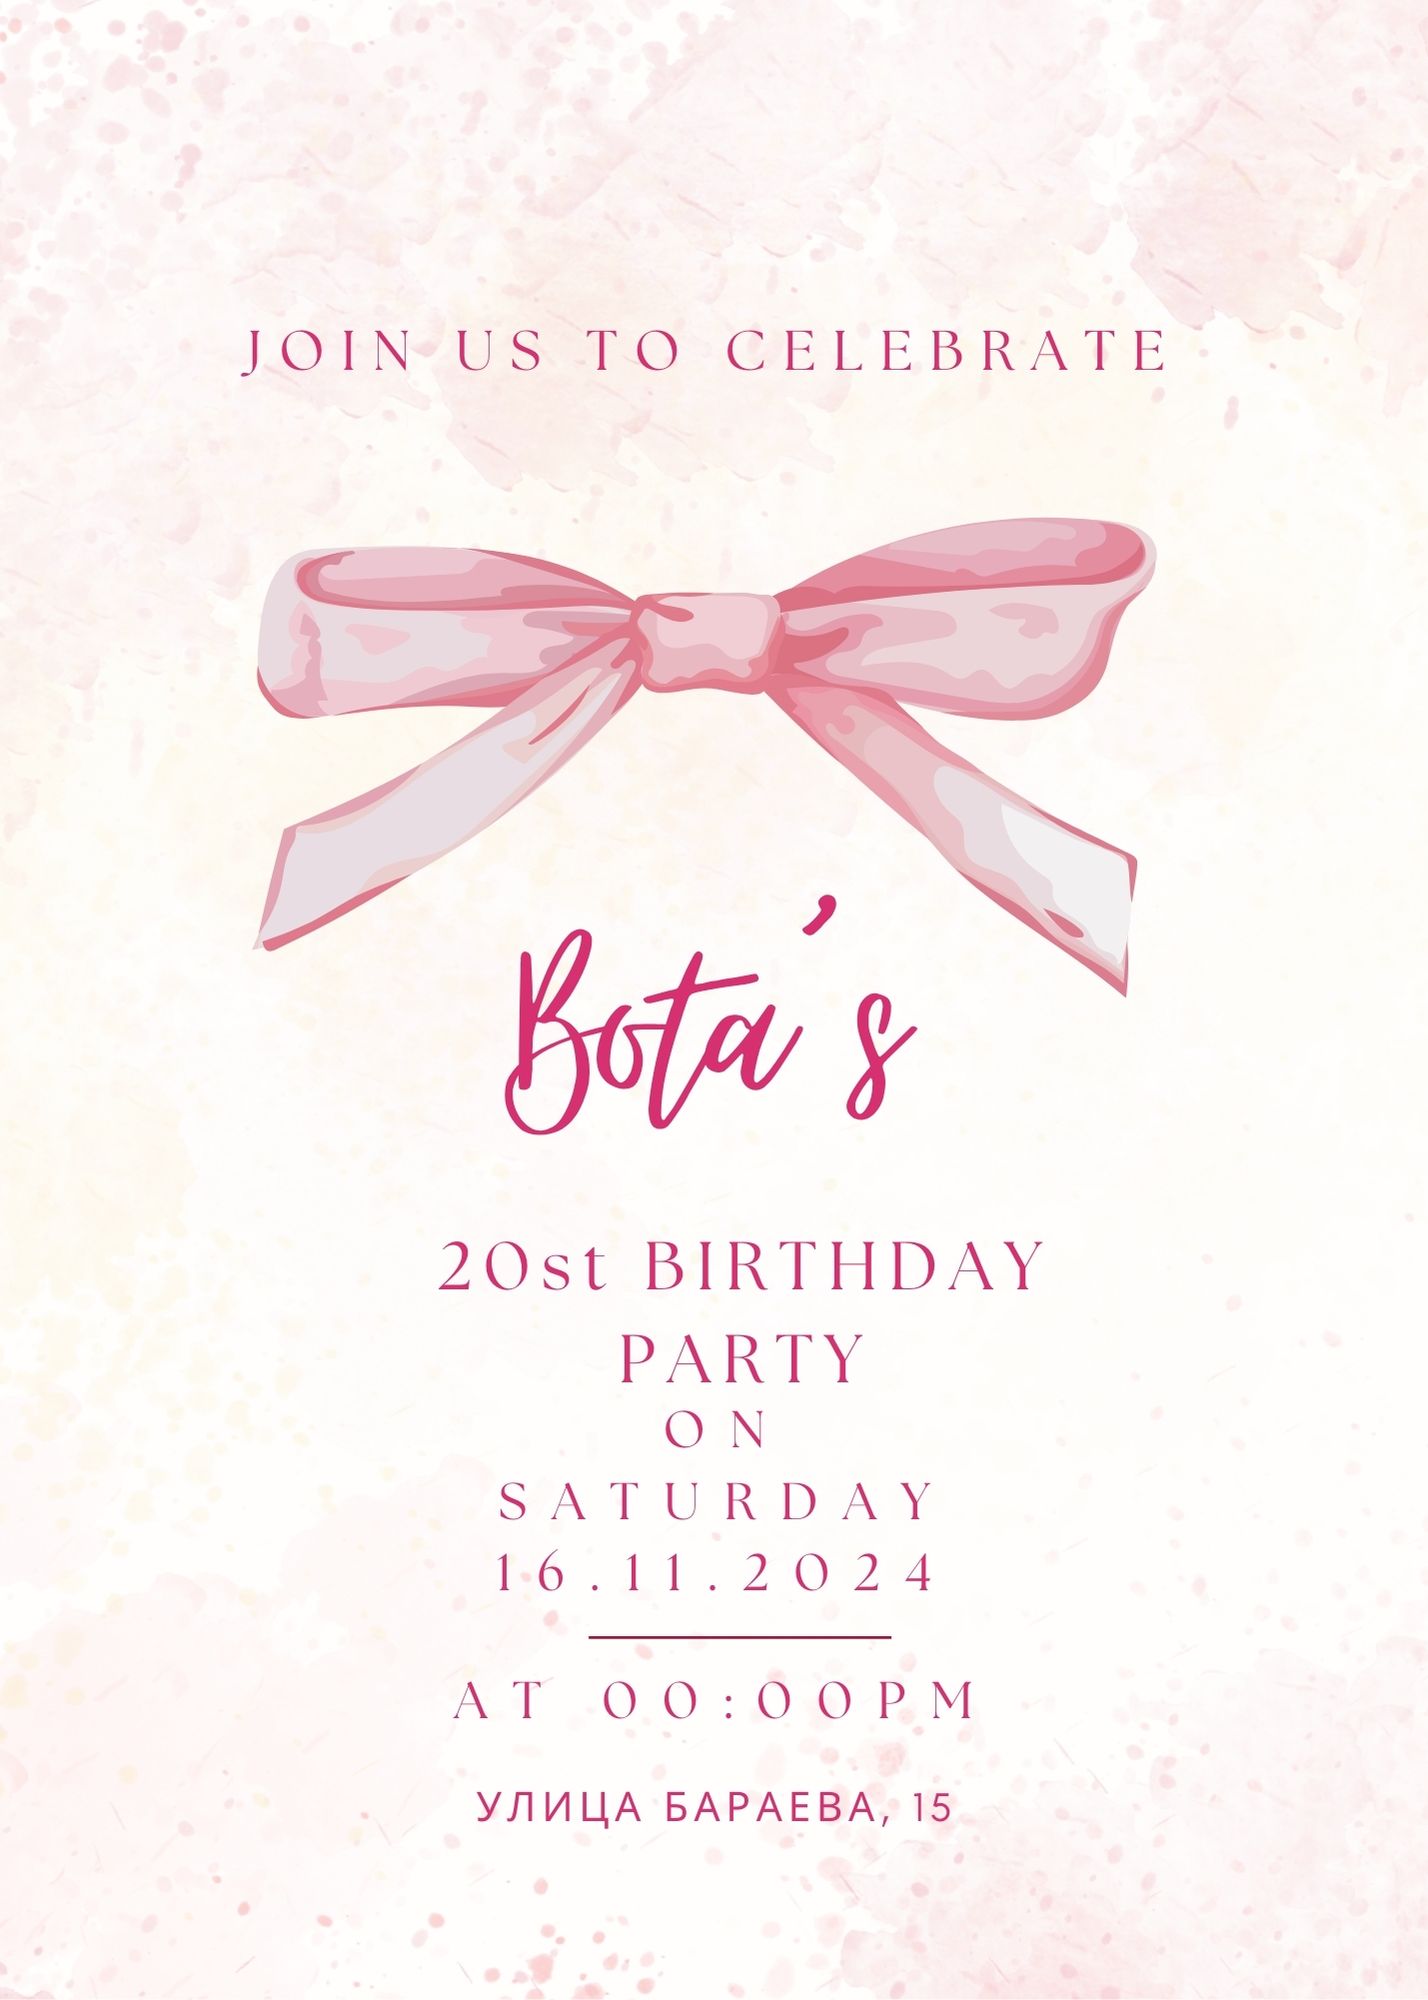 JOIN US TO CELEBRATE
Bota's
20st BIRTHDAY
PARTY
ON
SATURDAY
16.11.2024
AT 00:00PM
УЛИЦА БАРАЕВА, 15